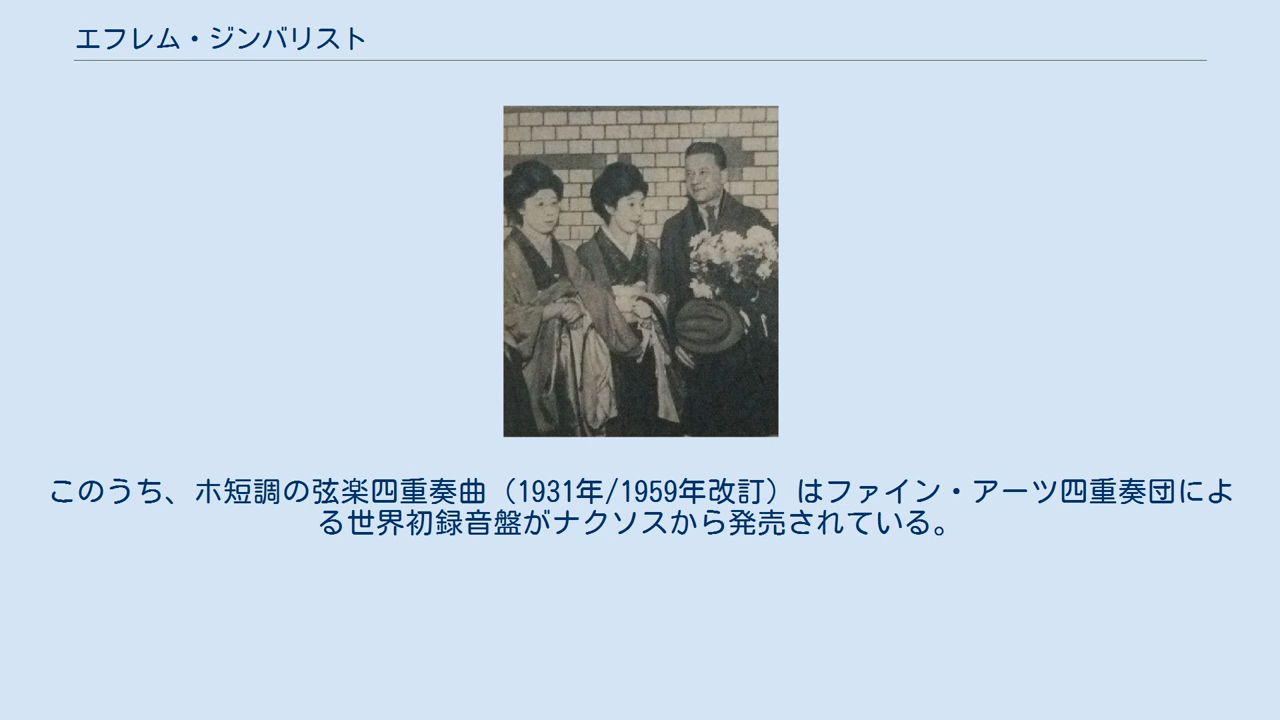 エフレム・ジンバリスト
このうち、ホ短調の弦楽四重奏曲（1931年/1959年改訂）はファイン・アーツ四重奏団によ
る世界初録音盤がナクソスから発売されている。